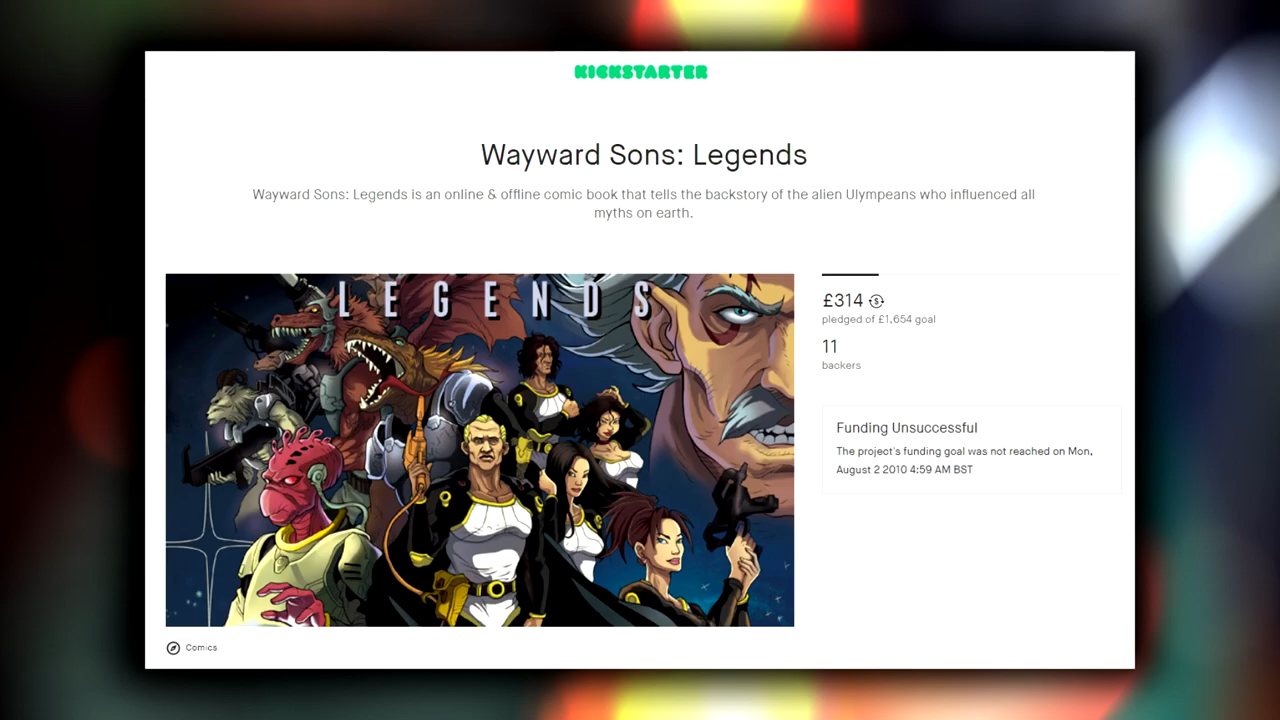 KICKSTARTER
Wayward Sons: Legends
Wayward Sons: Legends is an online & offline comic book that tells the backstory of the alien Ulympeans who influenced all
myths on earth.
LEGENDS
£314
pledged of £1,654 goal
11
backers
Funding Unsuccessful
The project's funding goal was not reached on Mon,
August 2 2010 4:59 AM BST
Comics